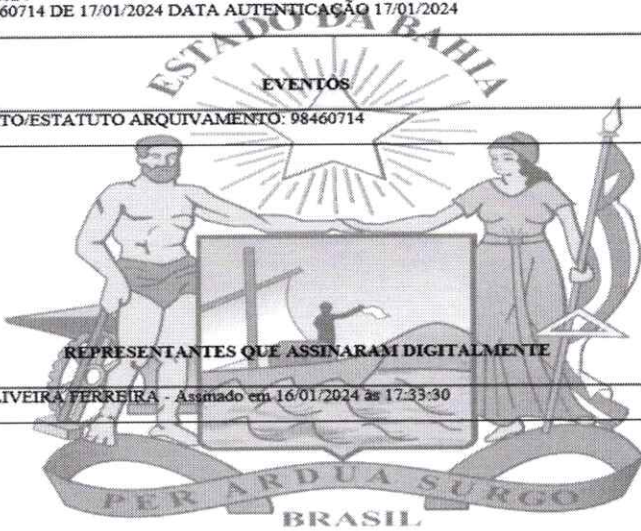 60714 DE 17/01/2024 DATA AUTENTICAÇÃO 17/01/2024
ESTADO DA BAHIA
EVENTOS
TO/ESTATUTO ARQUIVAMENTO: 98460714
REPRESENTANTES QUE ASSINARAM DIGITALMENTE
LIVEIRA FERREIRA - Assinado em 16/01/2024 às 17:33:30
PER ARDUA SURGO
BRASIL